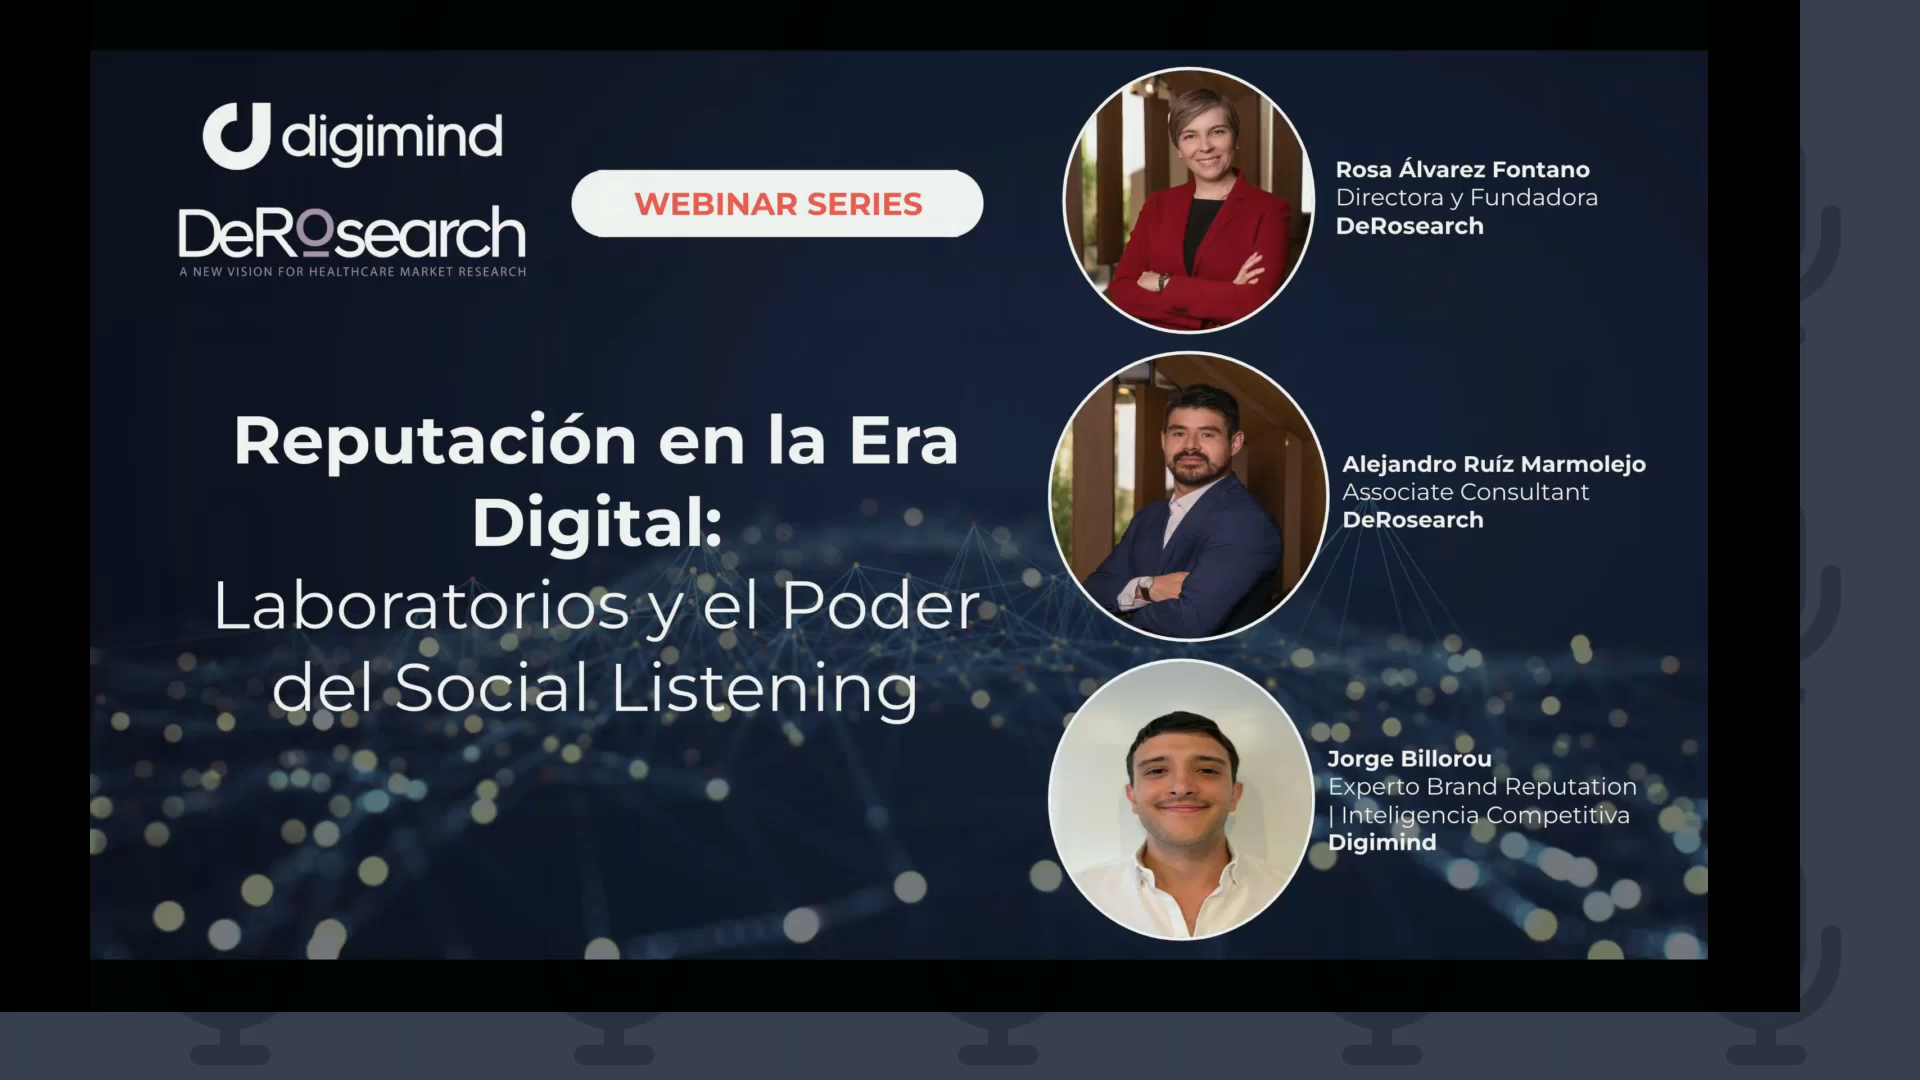 digimind
DeRosearch
A NEW VISION FOR HEALTHCARE MARKET RESEARCH
WEBINAR SERIES
Reputación en la Era
Digital:
Laboratorios y el Poder
del Social Listening
Rosa Álvarez Fontano
Directora y Fundadora
DeRosearch
Alejandro Ruíz Marmolejo
Associate Consultant
DeRosearch
Jorge Billorou
Experto Brand Reputation
| Inteligencia Competitiva
Digimind